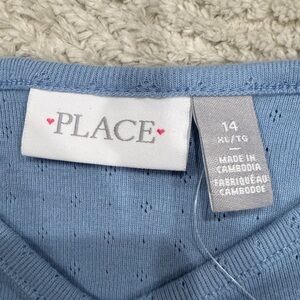 PLACE
14
XL/TG
MADE IN
CAMBODIA
FABRIQUÉ AU
CAMBODGE